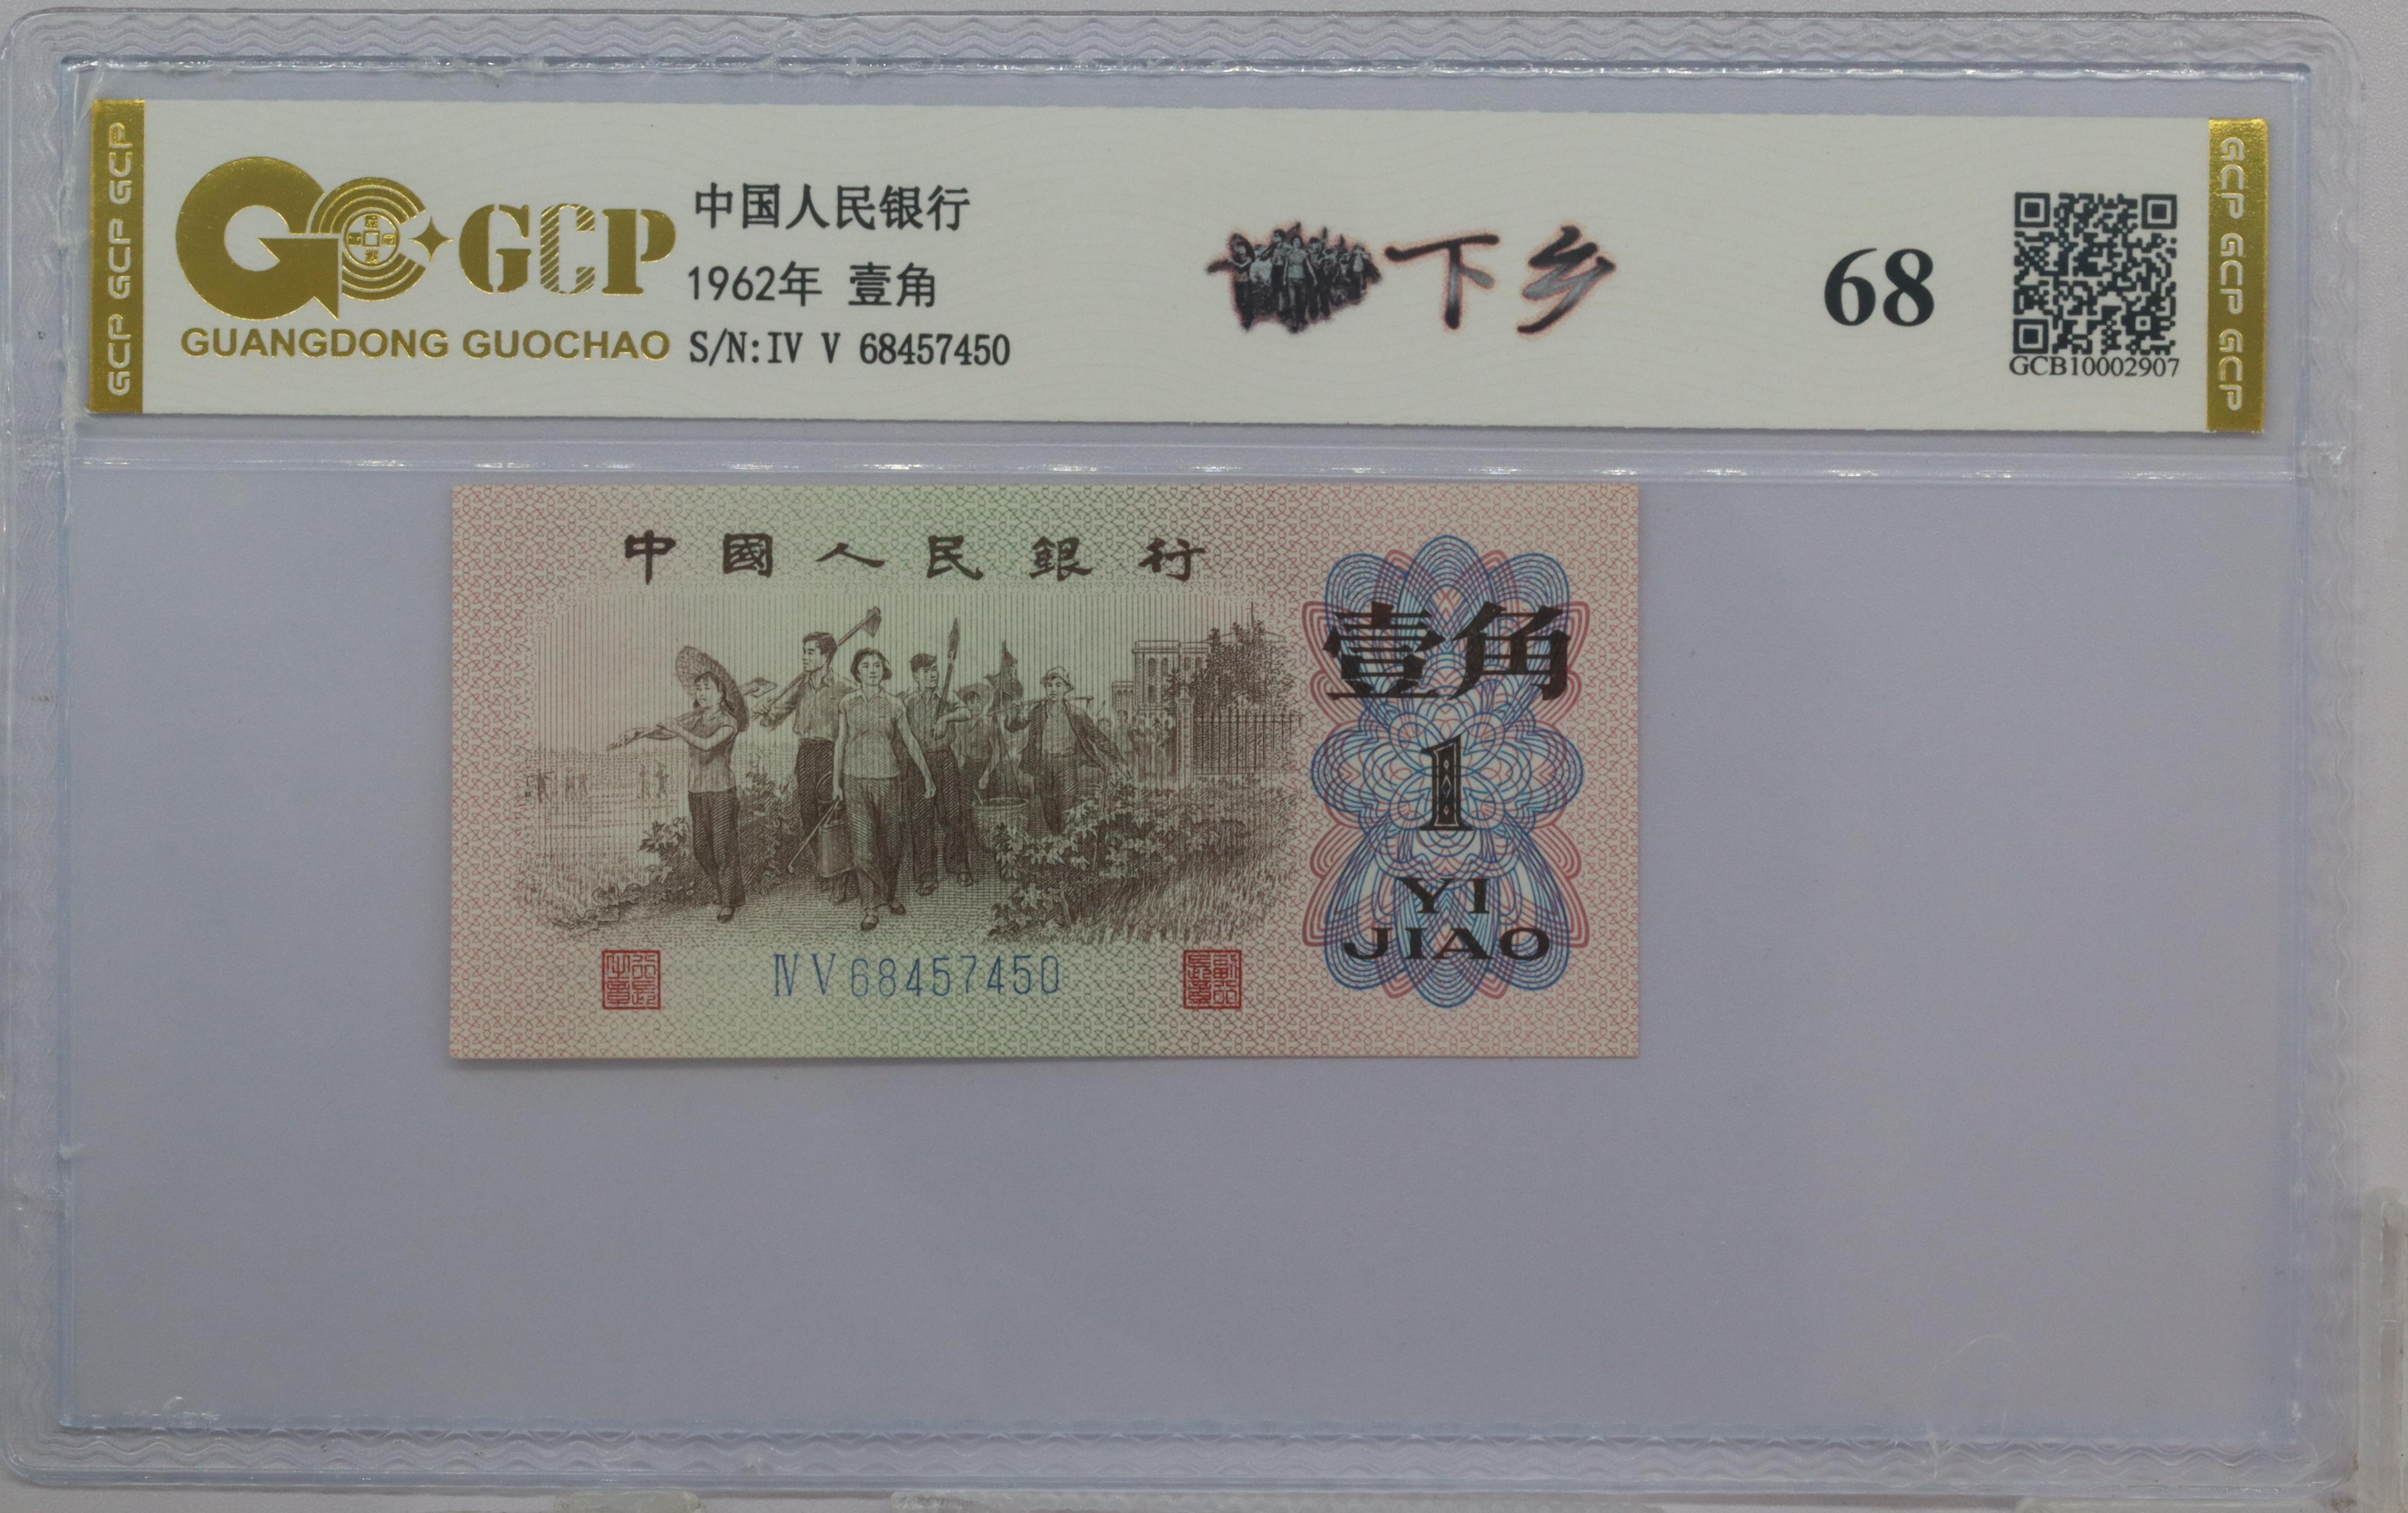 GCP GCP GCP
GCP
GUANGDONG GUOCHAO
中国人民银行
1962年 壹角
S/N:IV V 68457450
下乡
68
GCB10002907
GCP GCP GCP
中國人民銀行
壹角
1
YI
JIAO
IV V 68457450